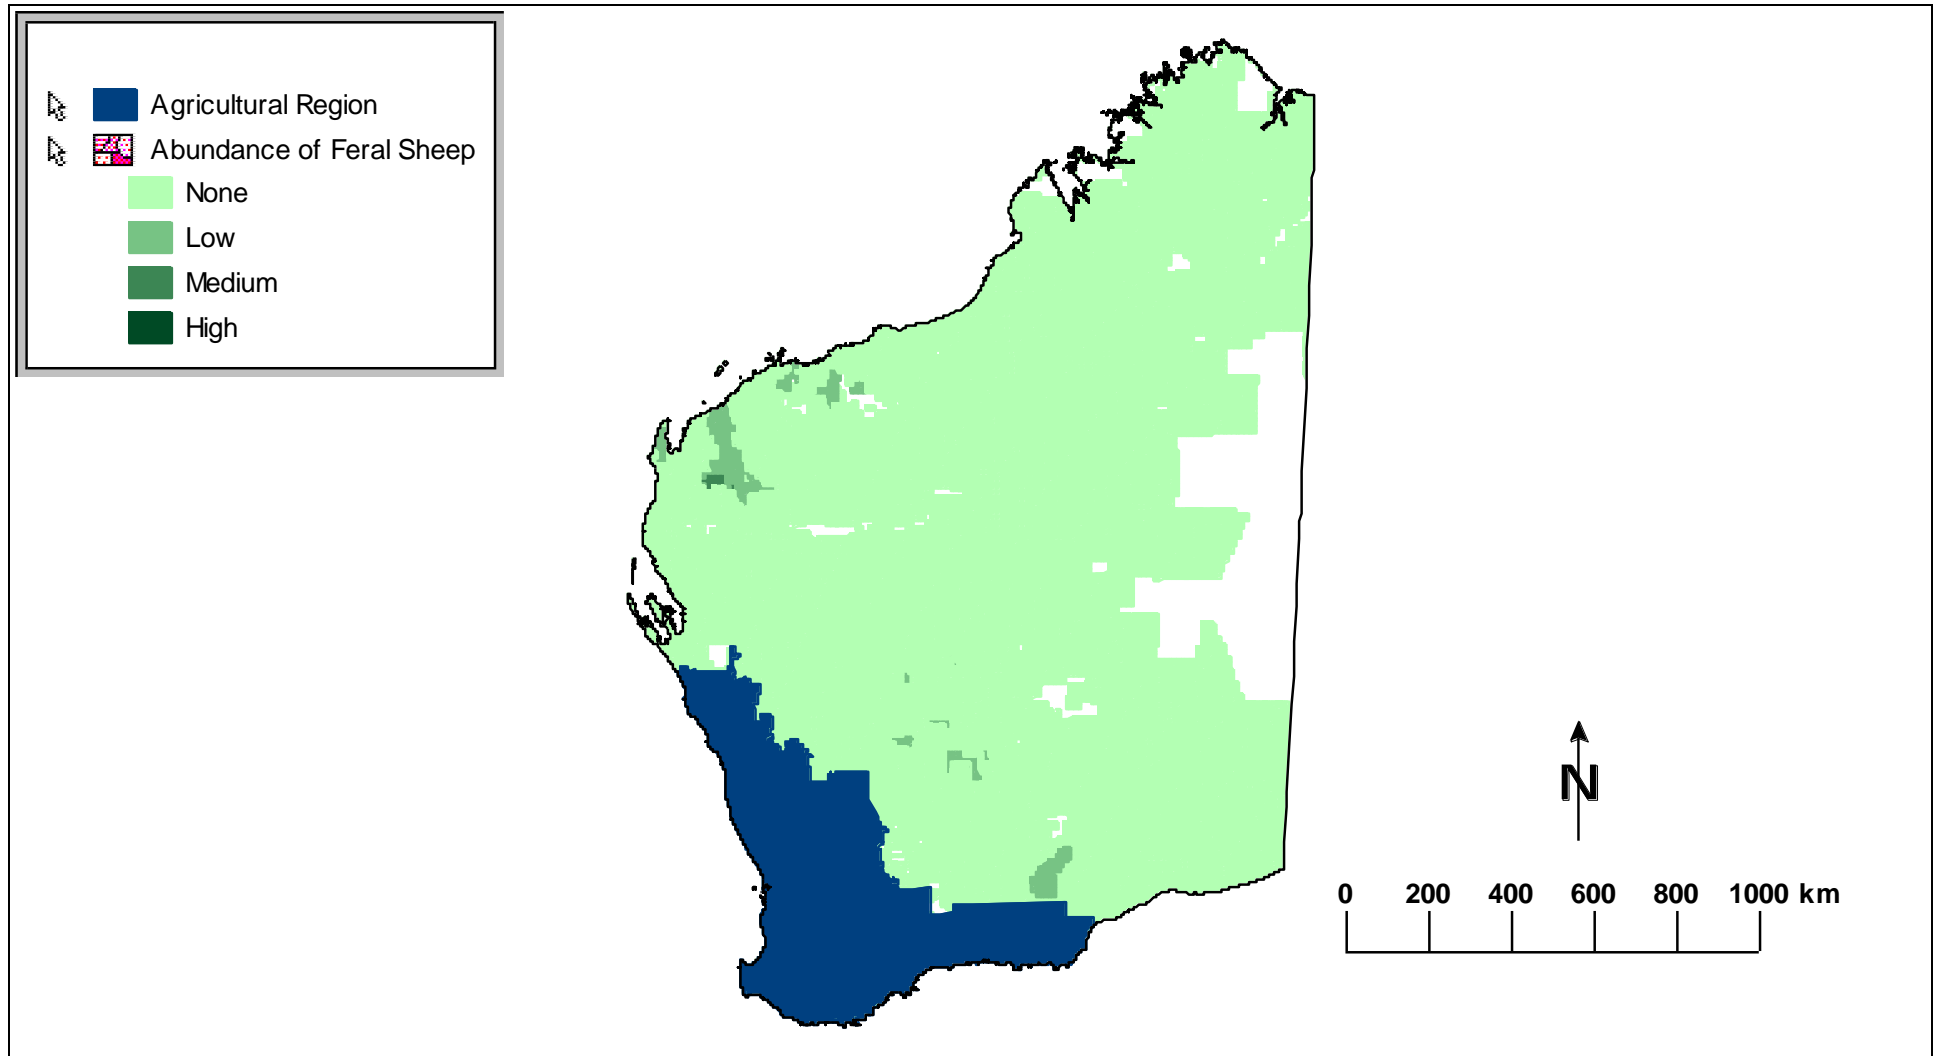 Agricultural Region
Abundance of Feral Sheep
None
Low
Medium
High
N
0 200 400 600 800 1000 km